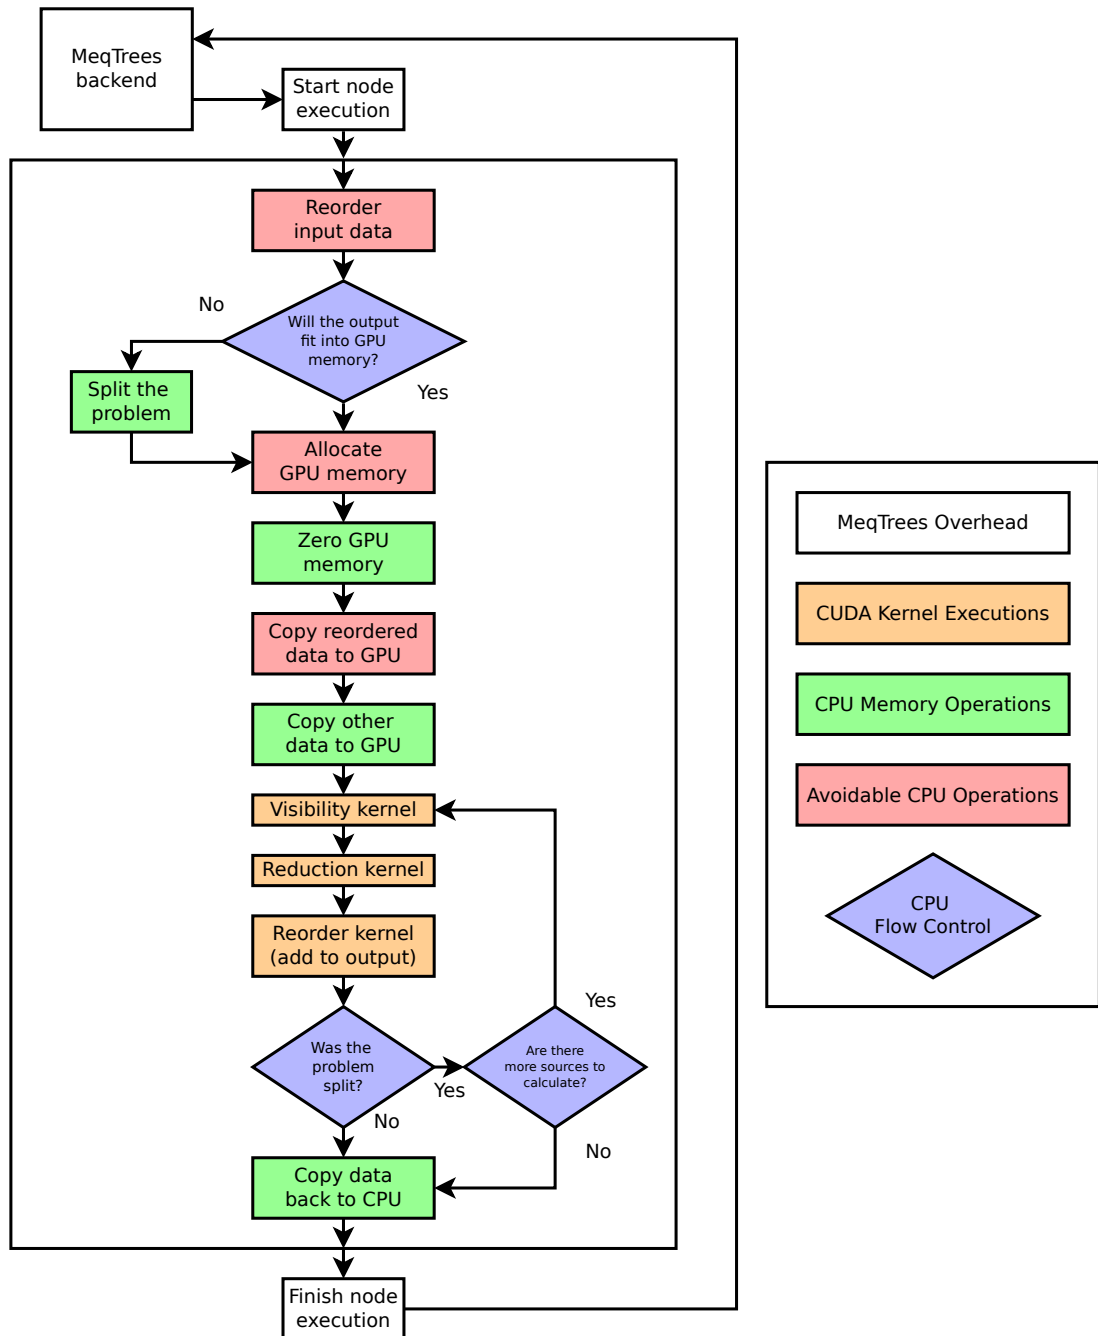 MeqTrees
backend
Start node
execution
Reorder
input data
No
Will the output
fit into GPU
memory?
Yes
Split the
problem
Allocate
GPU memory
Zero GPU
memory
Copy reordered
data to GPU
Copy other
data to GPU
Visibility kernel
Reduction kernel
Reorder kernel
(add to output)
Yes
Was the
problem
split?
Yes
Are there
more sources to
calculate?
No
No
Copy data
back to CPU
Finish node
execution
MeqTrees Overhead
CUDA Kernel Executions
CPU Memory Operations
Avoidable CPU Operations
CPU
Flow Control